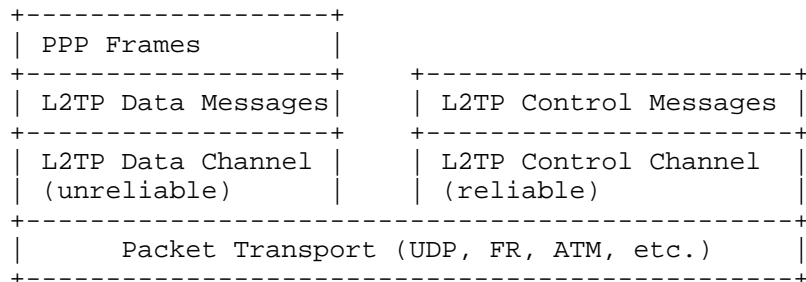 PPP Frames
L2TP Data Messages
L2TP Control Messages
L2TP Data Channel
(unreliable)
L2TP Control Channel
(reliable)
Packet Transport (UDP, FR, ATM, etc.)